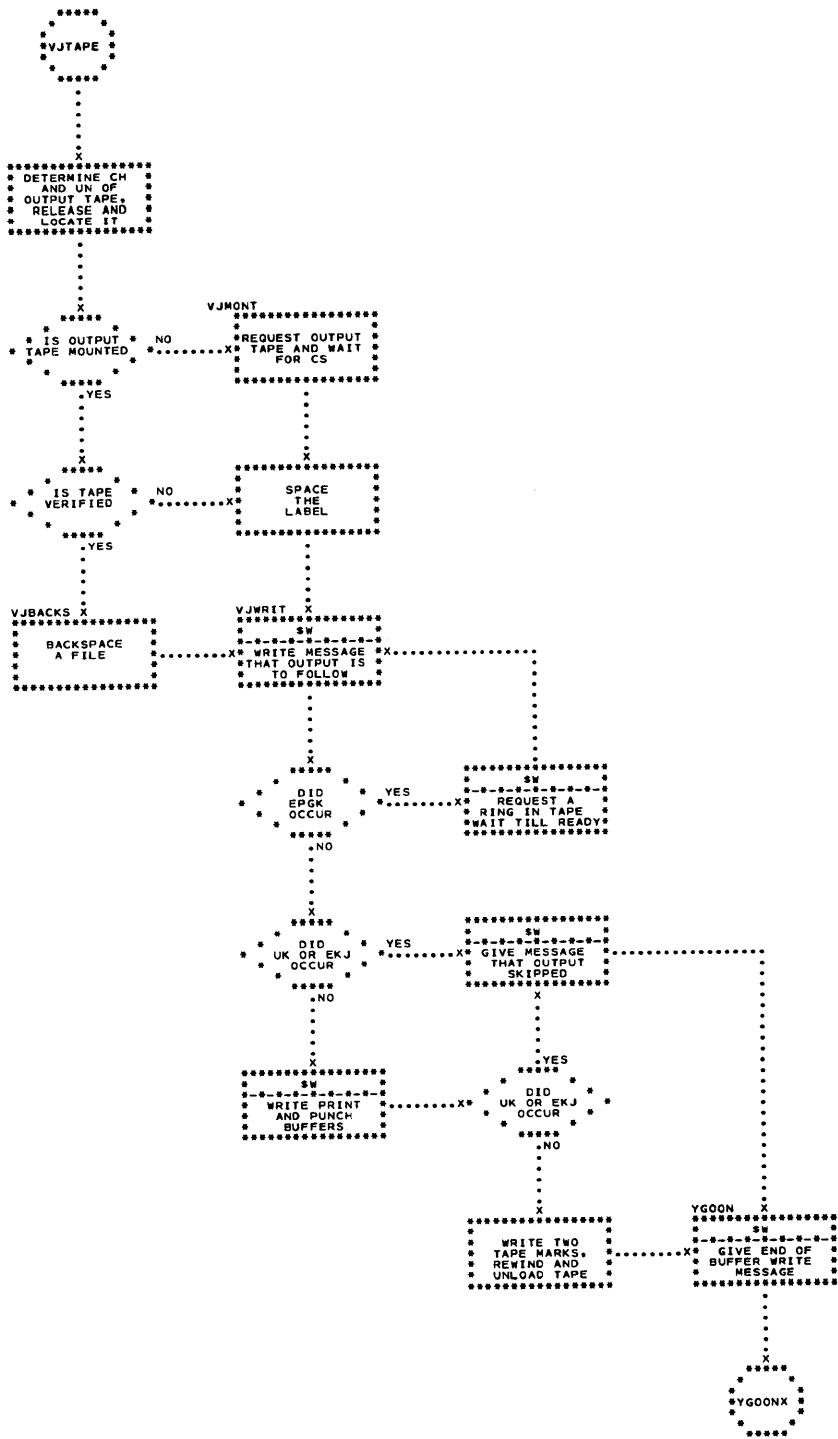 VJTAPE
DETERMINE CH
AND UN OF
OUTPUT TAPE,
RELEASE AND
LOCATE IT
IS OUTPUT
TAPE MOUNTED
NO
YES
VJMONT
REQUEST OUTPUT
TAPE AND WAIT
FOR CS
IS TAPE
VERIFIED
NO
YES
SPACE
THE
LABEL
VJBACKS
BACKSPACE
A FILE
VJWRIT
SW
WRITE MESSAGE
THAT OUTPUT IS
TO FOLLOW
DID
EPGK
OCCUR
YES
NO
SW
REQUEST A
RING IN TAPE
WAIT TILL READY
DID
UK OR EKJ
OCCUR
YES
NO
SW
GIVE MESSAGE
THAT OUTPUT
SKIPPED
SW
WRITE PRINT
AND PUNCH
BUFFERS
YES
DID
UK OR EKJ
OCCUR
NO
WRITE TWO
TAPE MARKS,
REWIND AND
UNLOAD TAPE
YGOON
SW
GIVE END OF
BUFFER WRITE
MESSAGE
YGOONX